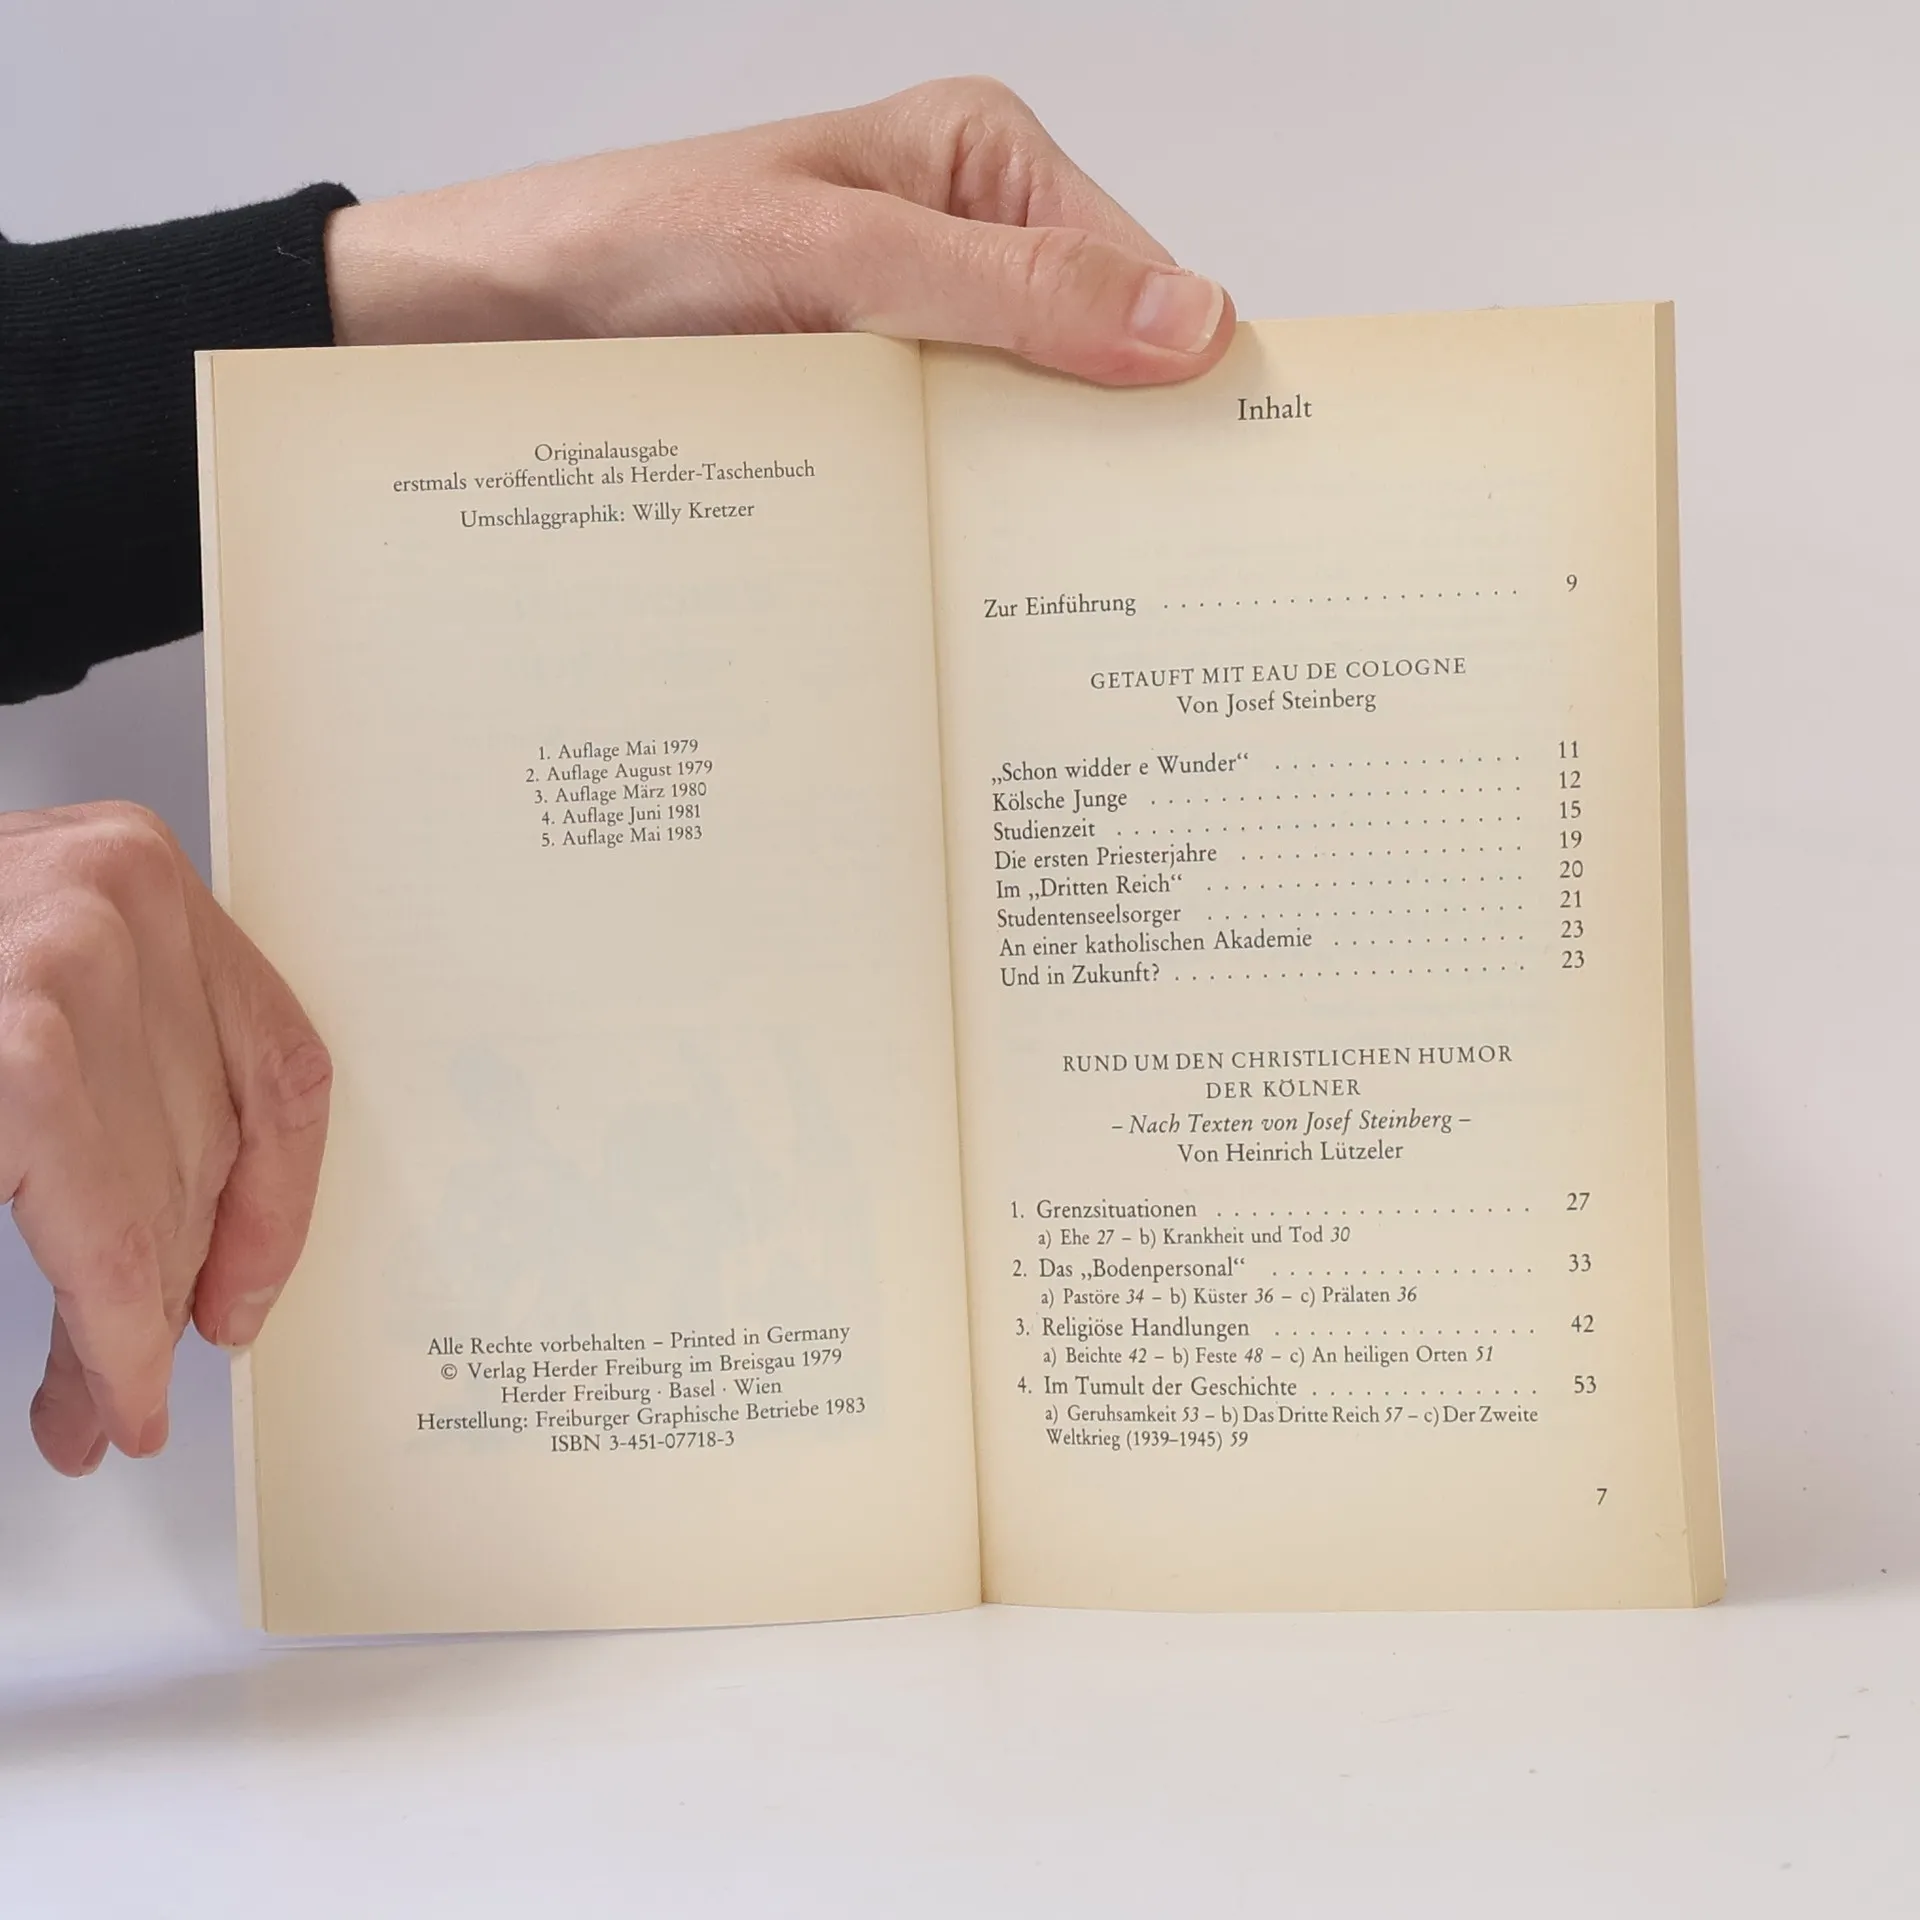 Originalausgabe
erstmals veröffentlicht als Herder-Taschenbuch
Umschlaggraphik: Willy Kretzer
1. Auflage Mai 1979
2. Auflage August 1979
3. Auflage März 1980
4. Auflage Juni 1981
5. Auflage Mai 1983
Alle Rechte vorbehalten – Printed in Germany
© Verlag Herder Freiburg im Breisgau 1979
Herder Freiburg · Basel · Wien
Herstellung: Freiburger Graphische Betriebe 1983
ISBN 3-451-07718-3
Inhalt
Zur Einführung . . . . . . . . . . . . . . . . . . . . 9
GETAUFT MIT EAU DE COLOGNE
Von Josef Steinberg
„Schon widder e Wunder“ . . . . . . . . . . . . . . 11
Kölsche Junge . . . . . . . . . . . . . . . . . . . . . 12
Studienzeit . . . . . . . . . . . . . . . . . . . . . . . 15
Die ersten Priesterjahre . . . . . . . . . . . . . . . . 19
Im „Dritten Reich“ . . . . . . . . . . . . . . . . . . 20
Studentenseelsorger . . . . . . . . . . . . . . . . . . 21
An einer katholischen Akademie . . . . . . . . . . . 23
Und in Zukunft? . . . . . . . . . . . . . . . . . . . . 23
RUND UM DEN CHRISTLICHEN HUMOR
DER KÖLNER
– Nach Texten von Josef Steinberg –
Von Heinrich Lützeler
1. Grenzsituationen . . . . . . . . . . . . . . . . . . 27
a) Ehe 27 – b) Krankheit und Tod 30
2. Das „Bodenpersonal“ . . . . . . . . . . . . . . . 33
a) Pastöre 34 – b) Küster 36 – c) Prälaten 36
3. Religiöse Handlungen . . . . . . . . . . . . . . . 42
a) Beichte 42 – b) Feste 48 – c) An heiligen Orten 51
4. Im Tumult der Geschichte . . . . . . . . . . . . . 53
a) Geruhsamkeit 53 – b) Das Dritte Reich 57 – c) Der Zweite
Weltkrieg (1939–1945) 59
7